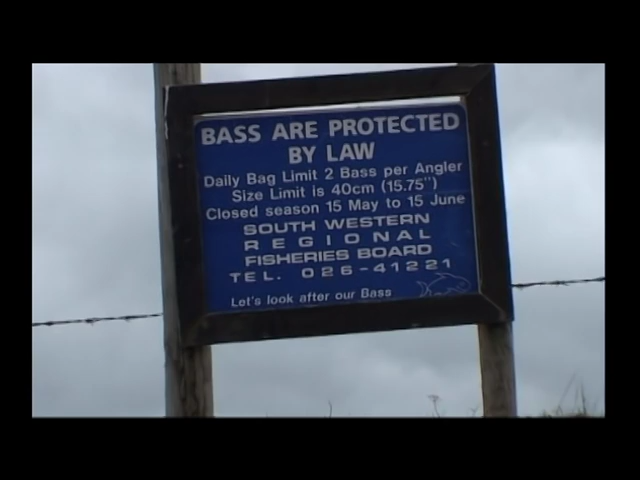 BASS ARE PROTECTED
BY LAW
Daily Bag Limit 2 Bass per Angler
Size Limit is 40cm (15.75")
Closed season 15 May to 15 June
SOUTH WESTERN
REGIONAL
FISHERIES BOARD
TEL. 026-41221
Let's look after our Bass